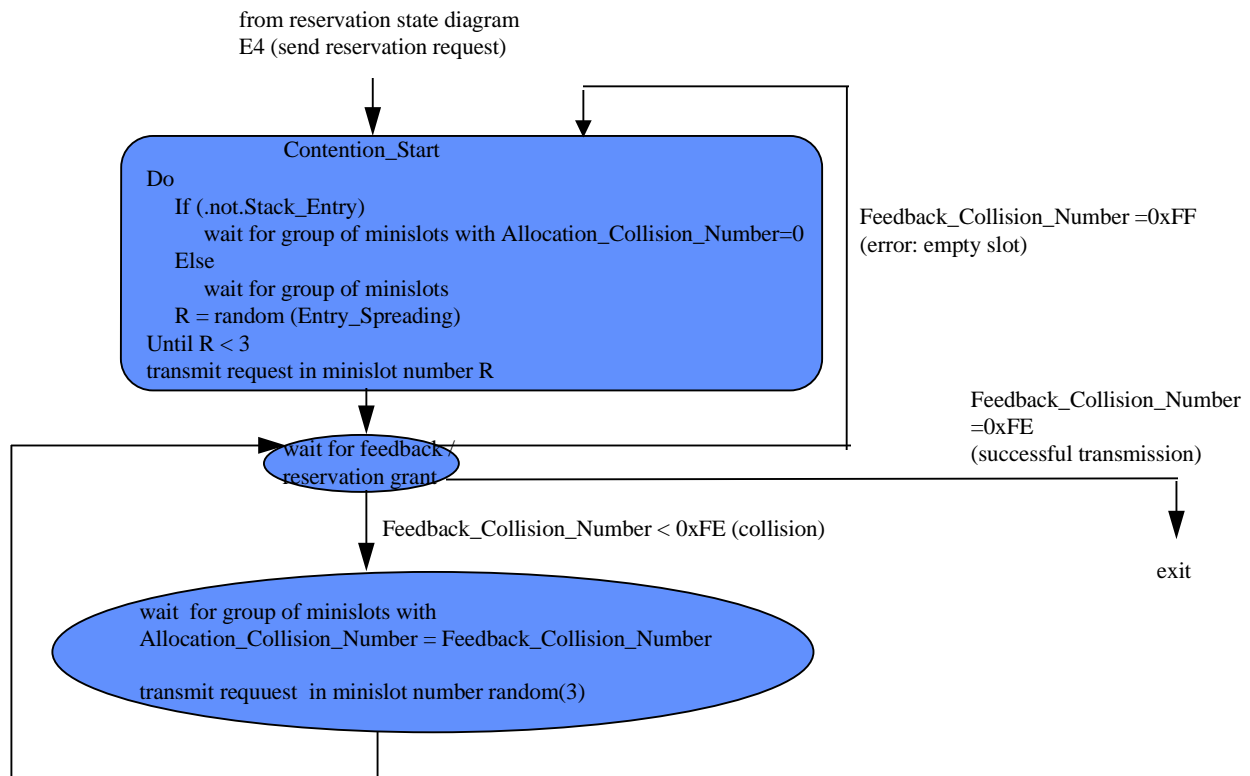 from reservation state diagram
E4 (send reservation request)
Contention_Start
Do
If (.not.Stack_Entry)
wait for group of minislots with Allocation_Collision_Number=0
Else
wait for group of minislots
R = random (Entry_Spreading)
Until R < 3
transmit request in minislot number R
Feedback_Collision_Number =0xFF
(error: empty slot)
wait for feedback /
reservation grant
Feedback_Collision_Number
=0xFE
(successful transmission)
Feedback_Collision_Number < 0xFE (collision)
exit
wait for group of minislots with
Allocation_Collision_Number = Feedback_Collision_Number
transmit requuest in minislot number random(3)